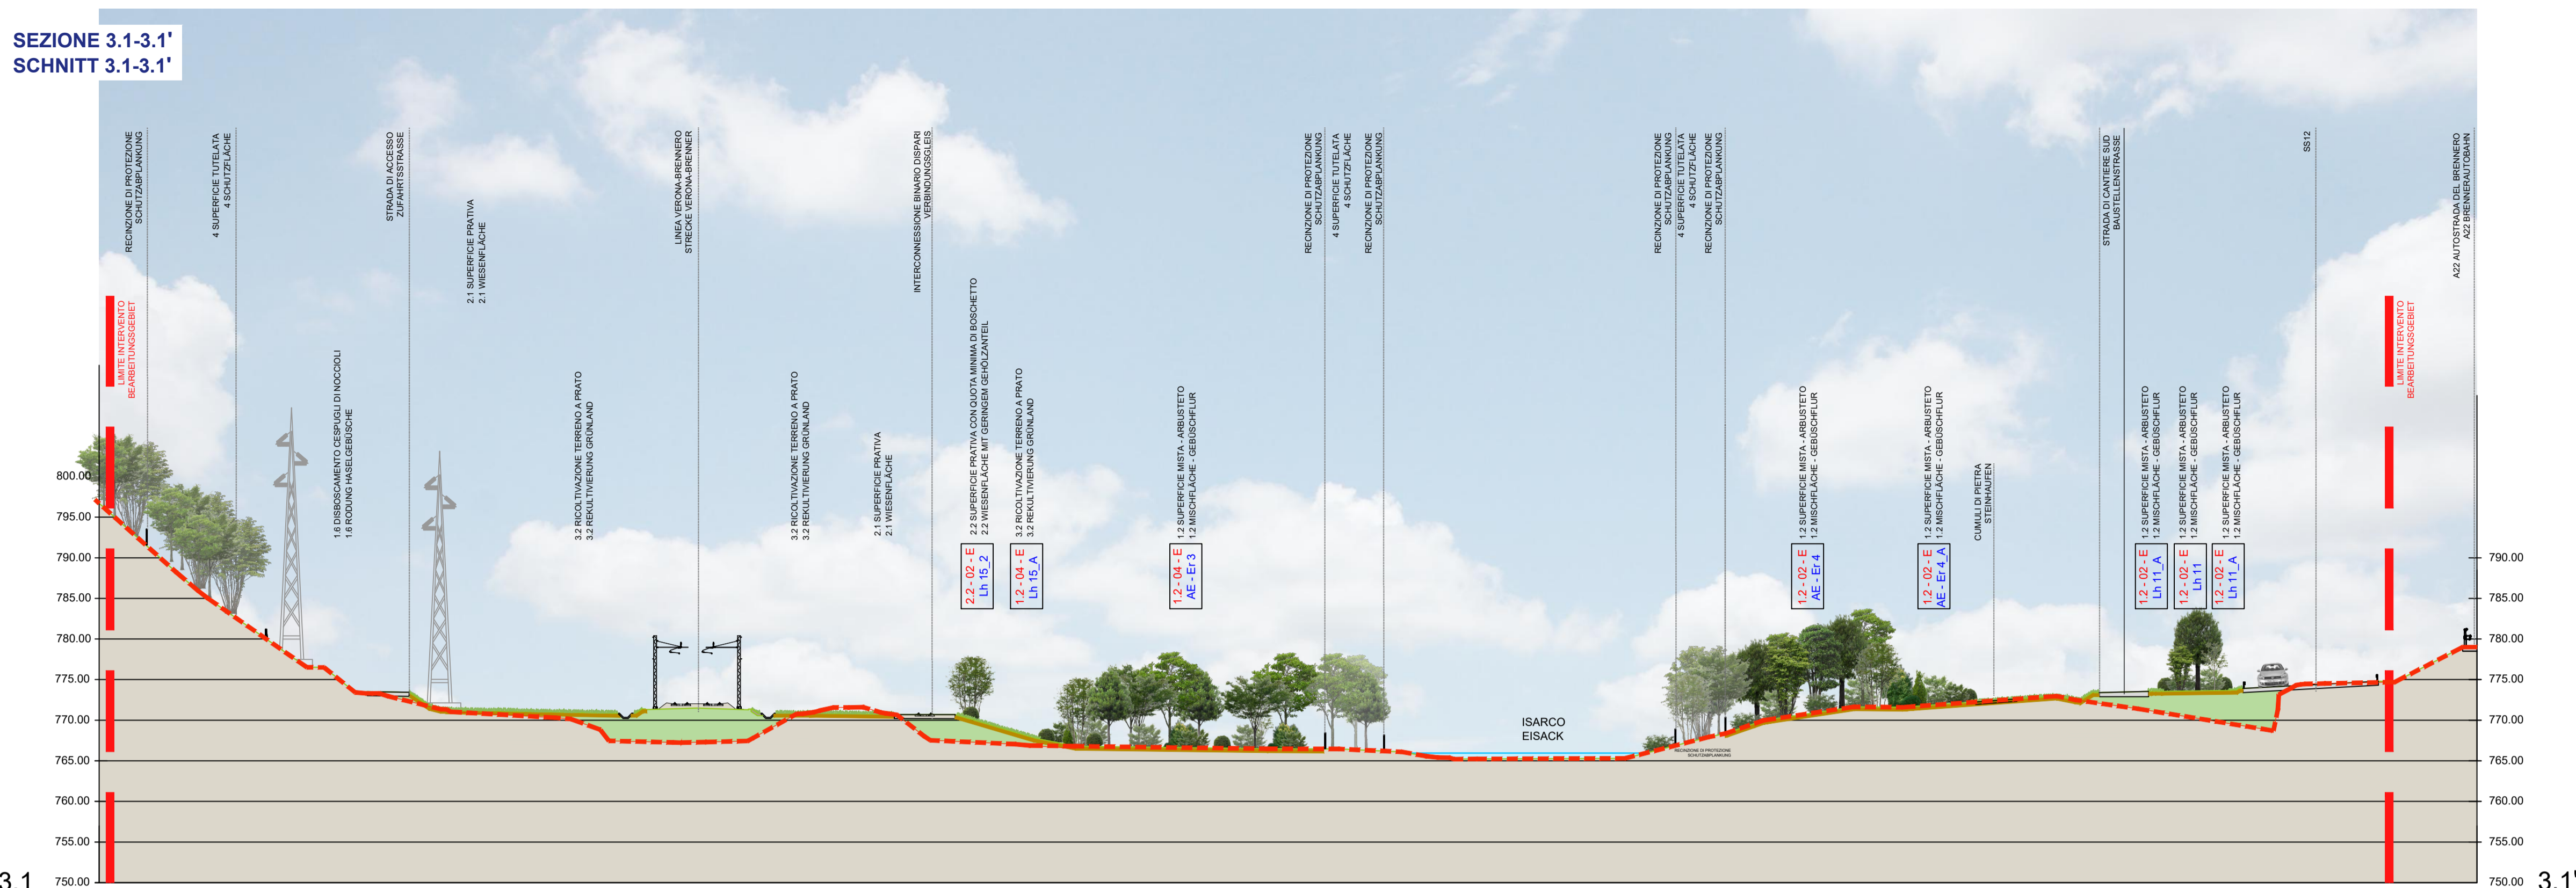 SEZIONE 3.1-3.1'
SCHNITT 3.1-3.1'
RECINZIONE DI PROTEZIONE
SCHUTZABPLANKUNG
4 SUPERFICIE TUTELATA
4 SCHUTZFLÄCHE
STRADA DI ACCESSO
ZUFAHRTSSTRASSE
2.1 SUPERFICIE PRATIVA
2.1 WIESENFLÄCHE
LINEA VERONA-BRENNERO
STRECKE VERONA-BRENNER
INTERCONNESSIONE BINARIO DISPARI
VERBINDUNGSGLEIS
RECINZIONE DI PROTEZIONE
SCHUTZABPLANKUNG
4 SUPERFICIE TUTELATA
4 SCHUTZFLÄCHE
RECINZIONE DI PROTEZIONE
SCHUTZABPLANKUNG
RECINZIONE DI PROTEZIONE
SCHUTZABPLANKUNG
4 SUPERFICIE TUTELATA
4 SCHUTZFLÄCHE
RECINZIONE DI PROTEZIONE
SCHUTZABPLANKUNG
STRADA DI CANTIERE SUD
BAUSTELLENSTRASSE
SS12
A22 AUTOSTRADA DEL BRENNERO
A22 BRENNERAUTOBAHN
LIMITE INTERVENTO
BEARBEITUNGSGEBIET
1.6 DISBOSCAMENTO CESPUGLI DI NOCCIOLI
1.6 RODUNG HASELGEBÜSCHE
3.2 RICOLTIVAZIONE TERRENO A PRATO
3.2 REKULTIVIERUNG GRÜNLAND
3.2 RICOLTIVAZIONE TERRENO A PRATO
3.2 REKULTIVIERUNG GRÜNLAND
2.1 SUPERFICIE PRATIVA
2.1 WIESENFLÄCHE
2.2 SUPERFICIE PRATIVA CON QUOTA MINIMA DI BOSCHETTO
2.2 WIESENFLÄCHE MIT GERINGEM GEHÖLZANTEIL
2.2 - 02 - E
Lh 15_2
3.2 RICOLTIVAZIONE TERRENO A PRATO
3.2 REKULTIVIERUNG GRÜNLAND
1.2 - 04 - E
Lh 15_A
1.2 SUPERFICIE MISTA - ARBUSTETO
1.2 MISCHFLÄCHE - GEBÜSCHFLUR
1.2 - 04 - E
AE - Er 3
1.2 SUPERFICIE MISTA - ARBUSTETO
1.2 MISCHFLÄCHE - GEBÜSCHFLUR
1.2 - 02 - E
AE - Er 4
1.2 SUPERFICIE MISTA - ARBUSTETO
1.2 MISCHFLÄCHE - GEBÜSCHFLUR
1.2 - 02 - E
AE - Er 4_A
CUMULI DI PIETRA
STEINHAUFEN
1.2 SUPERFICIE MISTA - ARBUSTETO
1.2 MISCHFLÄCHE - GEBÜSCHFLUR
1.2 - 02 - E
Lh 11_A
1.2 SUPERFICIE MISTA - ARBUSTETO
1.2 MISCHFLÄCHE - GEBÜSCHFLUR
1.2 - 02 - E
Lh 11
1.2 SUPERFICIE MISTA - ARBUSTETO
1.2 MISCHFLÄCHE - GEBÜSCHFLUR
1.2 - 02 - E
Lh 11_A
LIMITE INTERVENTO
BEARBEITUNGSGEBIET
800.00
795.00
790.00
785.00
780.00
775.00
770.00
765.00
760.00
755.00
750.00
ISARCO
EISACK
RECINZIONE DI PROTEZIONE
SCHUTZABPLANKUNG
790.00
785.00
780.00
775.00
770.00
765.00
760.00
755.00
750.00
3.1
3.1'